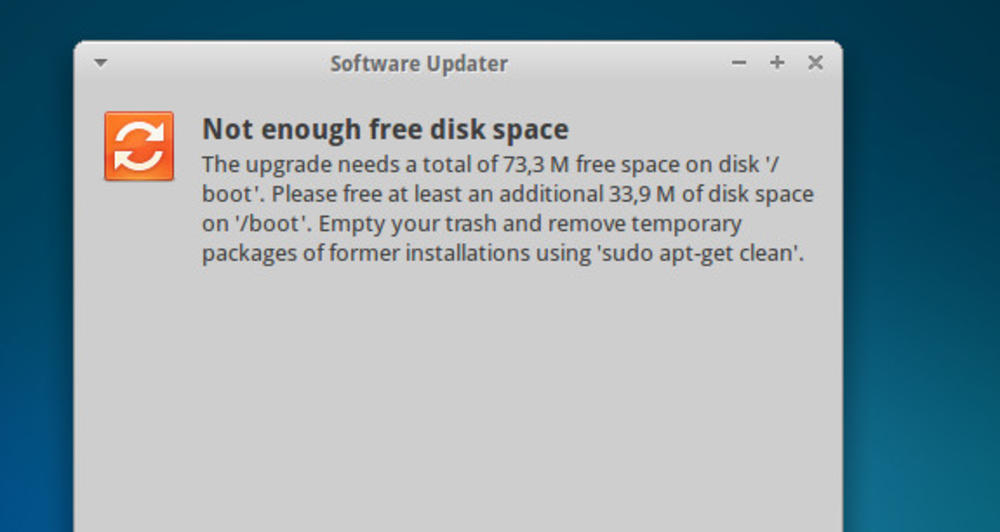 Software Updater
Not enough free disk space
The upgrade needs a total of 73,3 M free space on disk '/
boot'. Please free at least an additional 33,9 M of disk space
on '/boot'. Empty your trash and remove temporary
packages of former installations using 'sudo apt-get clean'.